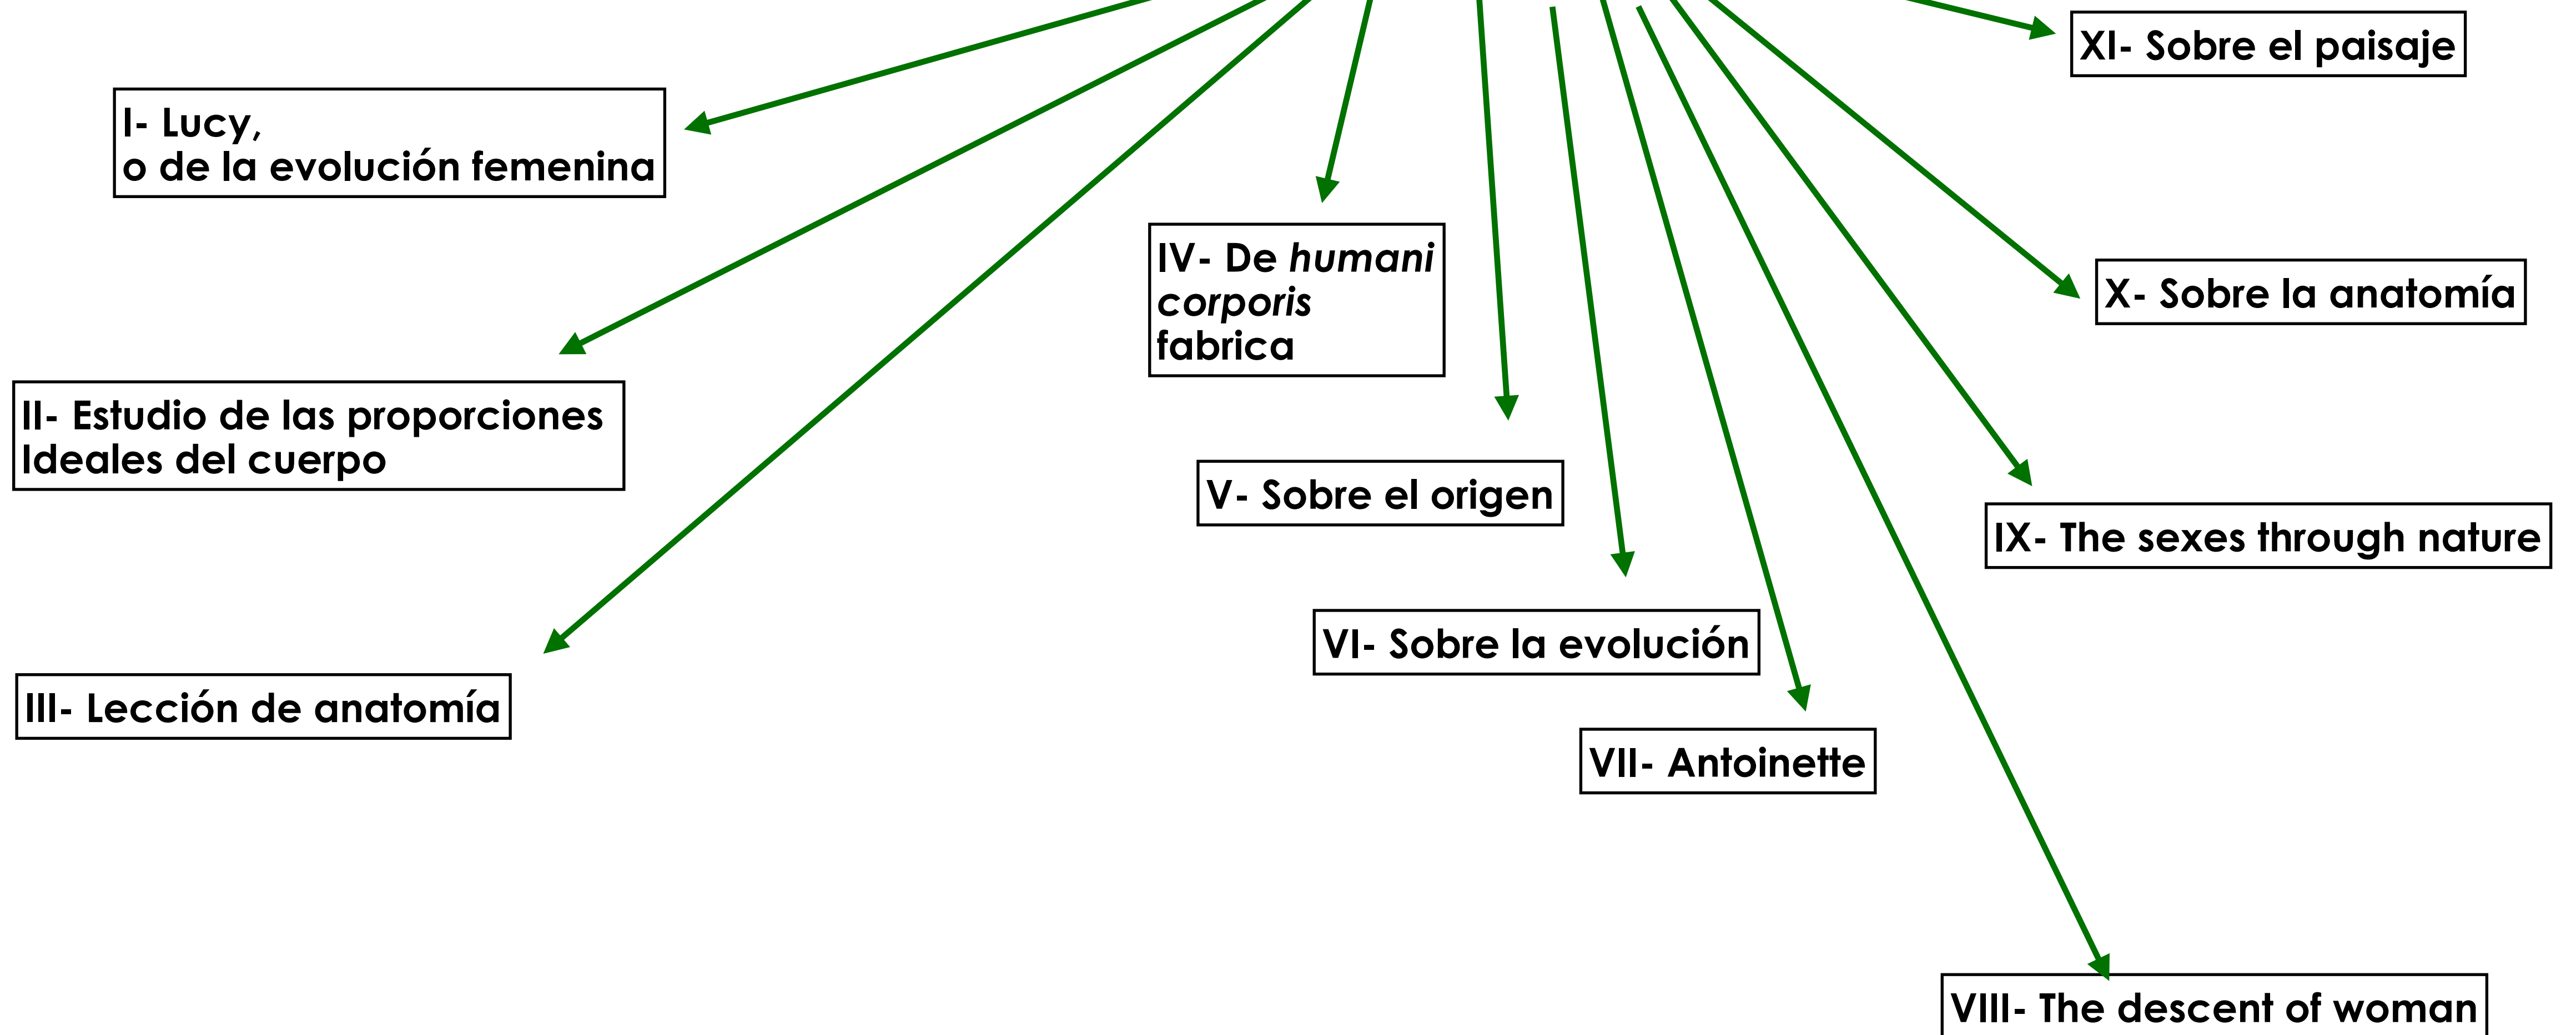 I- Lucy,
o de la evolución femenina
II- Estudio de las proporciones
Ideales del cuerpo
III- Lección de anatomía
IV- De humani
corporis
fabrica
V- Sobre el origen
VI- Sobre la evolución
VII- Antoinette
VIII- The descent of woman
IX- The sexes through nature
X- Sobre la anatomía
XI- Sobre el paisaje